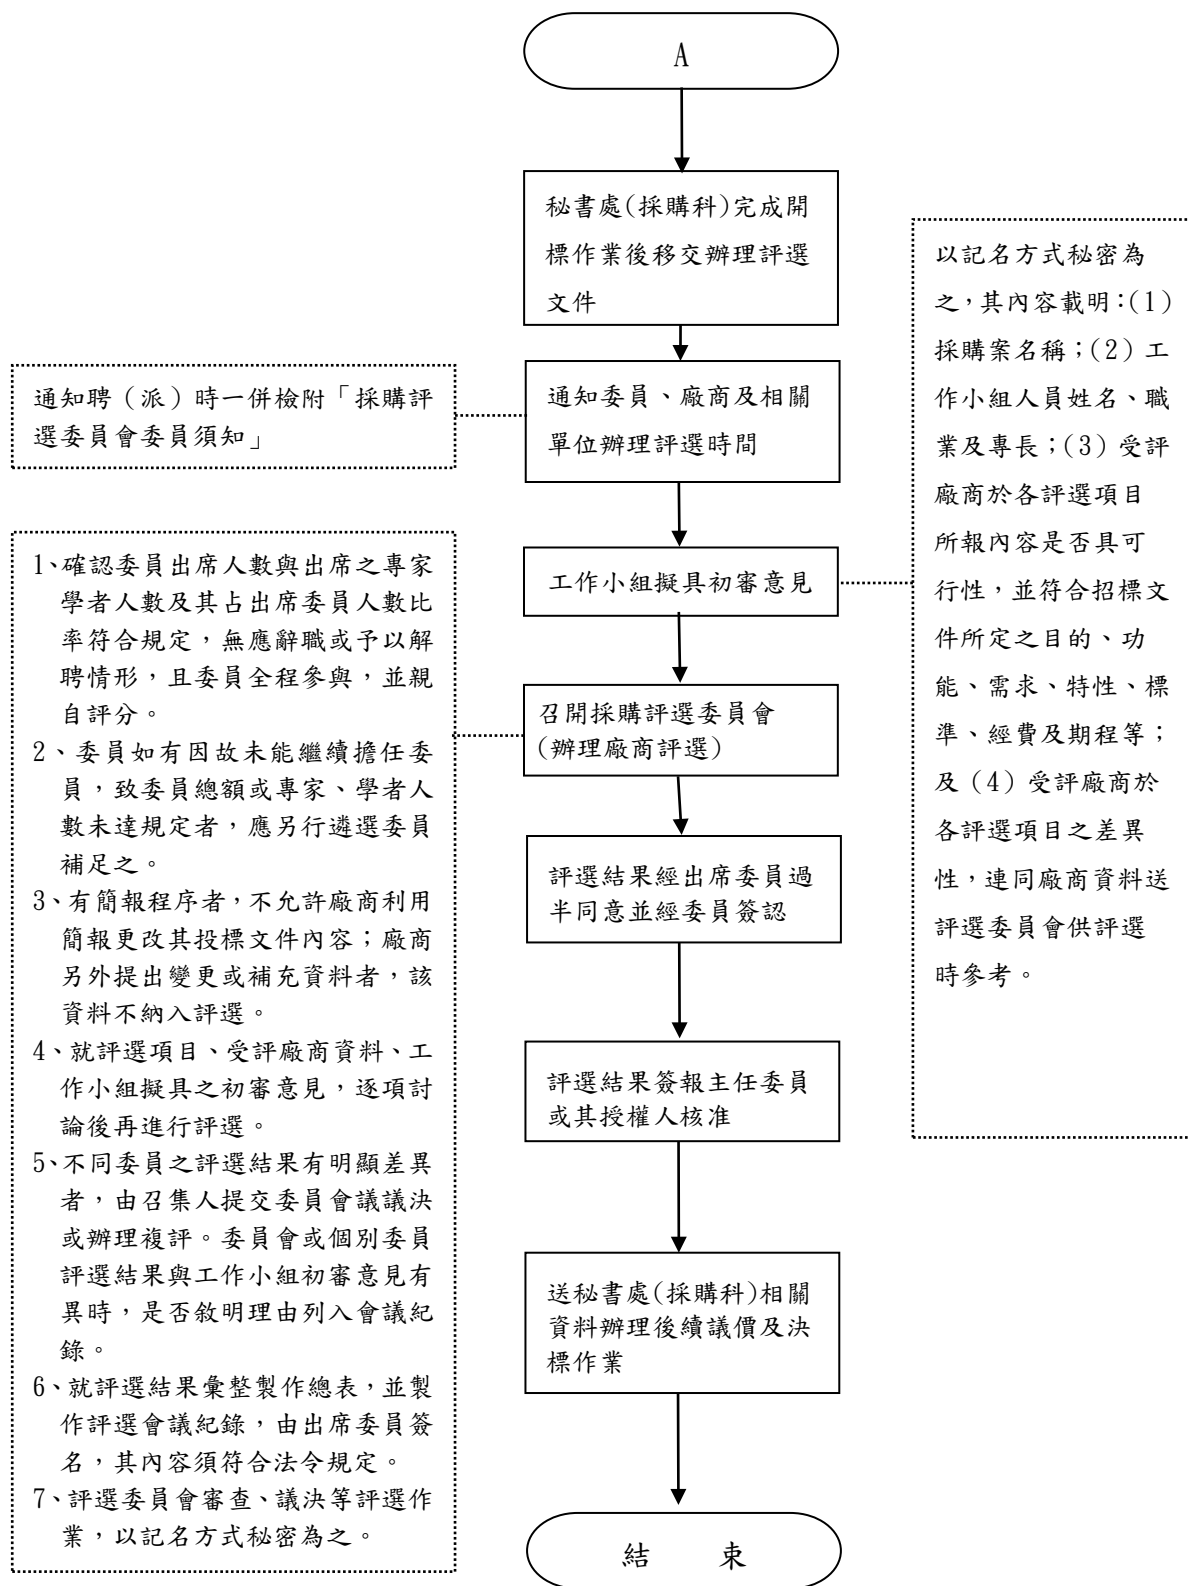 A
秘書處(採購科)完成開
標作業後移交辦理評選
文件
通知聘（派）時一併檢附「採購評
選委員會委員須知」
通知委員、廠商及相關
單位辦理評選時間
工作小組擬具初審意見
以記名方式秘密為
之，其內容載明：(1)
採購案名稱；(2) 工
作小組人員姓名、職
業及專長；(3) 受評
廠商於各評選項目
所報內容是否具可
行性，並符合招標文
件所定之目的、功
能、需求、特性、標
準、經費及期程等；
及 (4) 受評廠商於
各評選項目之差異
性，連同廠商資料送
評選委員會供評選
時參考。
1、確認委員出席人數與出席之專家
學者人數及其占出席委員人數比
率符合規定，無應辭職或予以解
聘情形，且委員全程參與，並親
自評分。
2、委員如有因故未能繼續擔任委
員，致委員總額或專家、學者人
數未達規定者，應另行遴選委員
補足之。
3、有簡報程序者，不允許廠商利用
簡報更改其投標文件內容；廠商
另外提出變更或補充資料者，該
資料不納入評選。
4、就評選項目、受評廠商資料、工
作小組擬具之初審意見，逐項討
論後再進行評選。
5、不同委員之評選結果有明顯差異
者，由召集人提交委員會議議決
或辦理複評。委員會或個別委員
評選結果與工作小組初審意見有
異時，是否敘明理由列入會議紀
錄。
6、就評選結果彙整製作總表，並製
作評選會議紀錄，由出席委員簽
名，其內容須符合法令規定。
7、評選委員會審查、議決等評選作
業，以記名方式秘密為之。
召開採購評選委員會
(辦理廠商評選)
評選結果經出席委員過
半同意並經委員簽認
評選結果簽報主任委員
或其授權人核准
送秘書處(採購科)相關
資料辦理後續議價及決
標作業
結 束